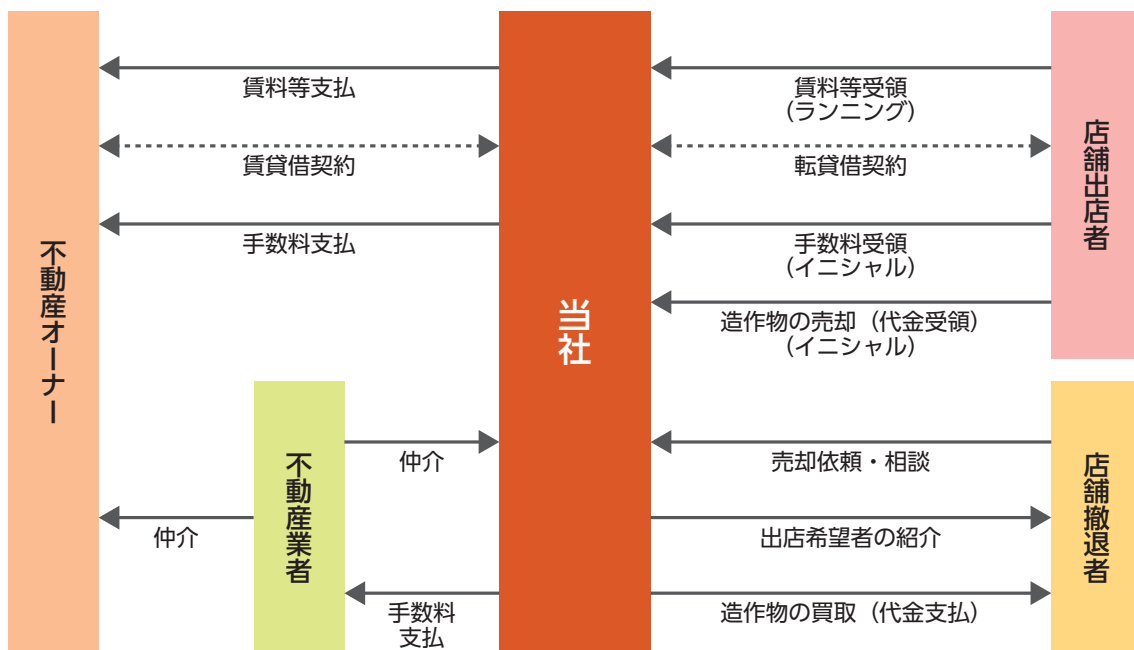 不動産オーナー
賃料等支払
賃貸借契約
手数料支払
不動産業者
仲介
仲介
手数料
支払
当社
賃料等受領
(ランニング)
転貸借契約
手数料受領
(イニシャル)
造作物の売却(代金受領)
(イニシャル)
店舗出店者
売却依頼・相談
出店希望者の紹介
造作物の買取(代金支払)
店舗撤退者